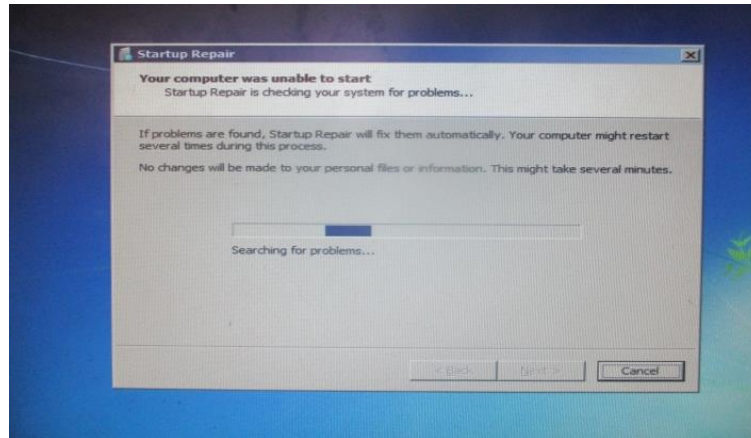 Startup Repair
Your computer was unable to start
Startup Repair is checking your system for problems...
If problems are found, Startup Repair will fix them automatically. Your computer might restart
several times during this process.
No changes will be made to your personal files or information. This might take several minutes.
Searching for problems...
< Back Next > Cancel